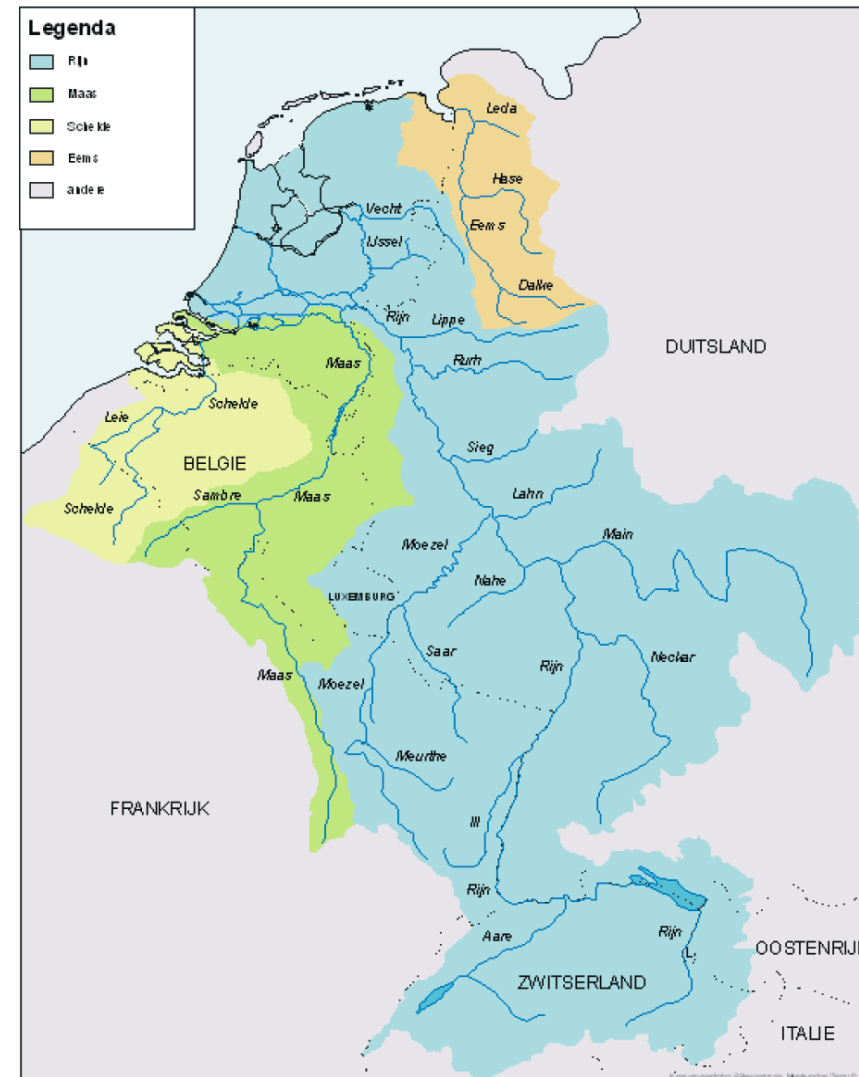 Legenda
Rijn
Maas
Schelde
Eems
andere
Leda
Hase
Vecht
Eems
IJssel
Dalke
Rijn
Lippe
DUITSLAND
Maas
Rurh
Schelde
Leie
Sieg
BELGIE
Lahn
Sambre
Maas
Schelde
Main
Moezel
Nahe
LUXEMBURG
Saar
Rijn
Neckar
Maas
Moezel
Meurthe
FRANKRIJK
Ill
Rijn
Aare
Rijn
L.
OOSTENRIJK
ZWITSERLAND
ITALIE